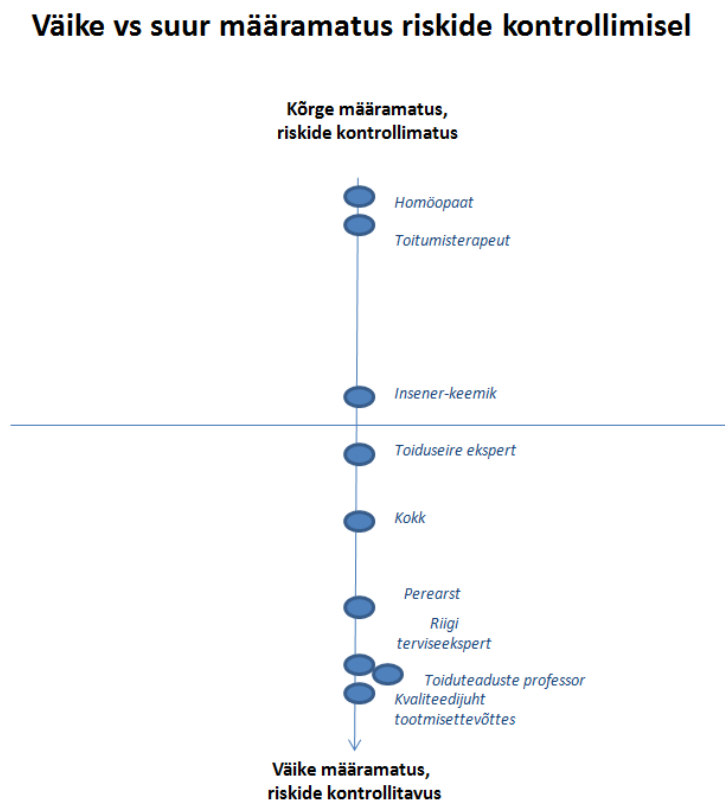 Väike vs suur määramatus riskide kontrollimisel
Kõrge määramatus,
riskide kontrollimatus
Homöopaat
Toitumisterapeut
Insener-keemik
Toiduseire ekspert
Kokk
Perearst
Riigi
terviseekspert
Toiduteaduste professor
Kvaliteedijuht
tootmisettevõttes
Väike määramatus,
riskide kontrollitavus